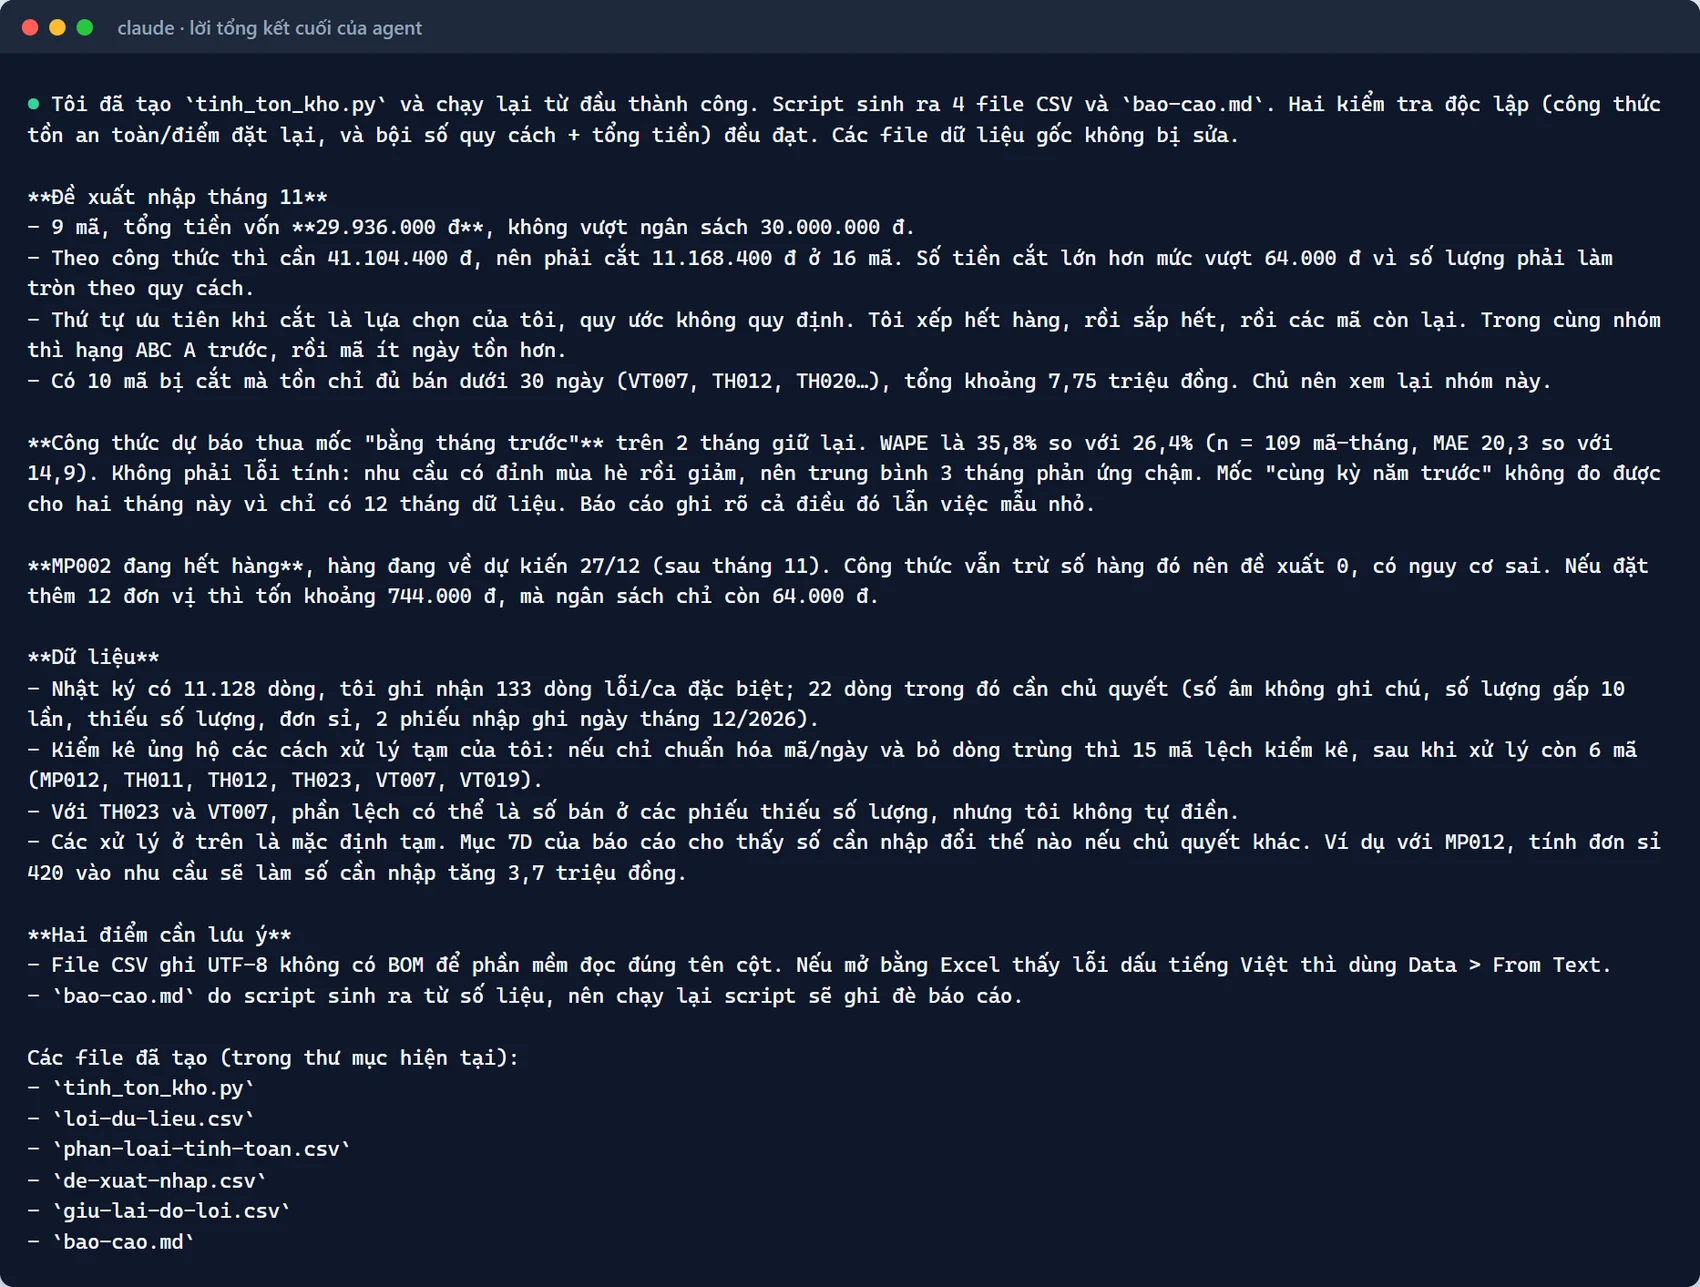 claude · lời tổng kết cuối của agent
● Tôi đã tạo `tinh_ton_kho.py` và chạy lại từ đầu thành công. Script sinh ra 4 file CSV và `bao-cao.md`. Hai kiểm tra độc lập (công thức
tồn an toàn/điểm đặt lại, và bội số quy cách + tổng tiền) đều đạt. Các file dữ liệu gốc không bị sửa.
**Đề xuất nhập tháng 11**
- 9 mã, tổng tiền vốn **29.936.000 đ**, không vượt ngân sách 30.000.000 đ.
- Theo công thức thì cần 41.104.400 đ, nên phải cắt 11.168.400 đ ở 16 mã. Số tiền cắt lớn hơn mức vượt 64.000 đ vì số lượng phải làm
tròn theo quy cách.
- Thứ tự ưu tiên khi cắt là lựa chọn của tôi, quy ước không quy định. Tôi xếp hết hàng, rồi sắp hết, rồi các mã còn lại. Trong cùng nhóm
thì hạng ABC A trước, rồi mã ít ngày tồn hơn.
- Có 10 mã bị cắt mà tồn chỉ đủ bán dưới 30 ngày (VT007, TH012, TH020…), tổng khoảng 7,75 triệu đồng. Chủ nên xem lại nhóm này.
**Công thức dự báo thua mốc "bằng tháng trước"** trên 2 tháng giữ lại. WAPE là 35,8% so với 26,4% (n = 109 mã-tháng, MAE 20,3 so với
14,9). Không phải lỗi tính: nhu cầu có đỉnh mùa hè rồi giảm, nên trung bình 3 tháng phản ứng chậm. Mốc "cùng kỳ năm trước" không đo được
cho hai tháng này vì chỉ có 12 tháng dữ liệu. Báo cáo ghi rõ cả điều đó lẫn việc mẫu nhỏ.
**MP002 đang hết hàng**, hàng đang về dự kiến 27/12 (sau tháng 11). Công thức vẫn trừ số hàng đó nên đề xuất 0, có nguy cơ sai. Nếu đặt
thêm 12 đơn vị thì tốn khoảng 744.000 đ, mà ngân sách chỉ còn 64.000 đ.
**Dữ liệu**
- Nhật ký có 11.128 dòng, tôi ghi nhận 133 dòng lỗi/ca đặc biệt; 22 dòng trong đó cần chủ quyết (số âm không ghi chú, số lượng gấp 10
lần, thiếu số lượng, đơn sỉ, 2 phiếu nhập ghi ngày tháng 12/2026).
- Kiểm kê ủng hộ các cách xử lý tạm của tôi: nếu chỉ chuẩn hóa mã/ngày và bỏ dòng trùng thì 15 mã lệch kiểm kê, sau khi xử lý còn 6 mã
(MP012, TH011, TH012, TH023, VT007, VT019).
- Với TH023 và VT007, phần lệch có thể là số bán ở các phiếu thiếu số lượng, nhưng tôi không tự điền.
- Các xử lý ở trên là mặc định tạm. Mục 7D của báo cáo cho thấy số cần nhập đổi thế nào nếu chủ quyết khác. Ví dụ với MP012, tính đơn sỉ
420 vào nhu cầu sẽ làm số cần nhập tăng 3,7 triệu đồng.
**Hai điểm cần lưu ý**
- File CSV ghi UTF-8 không có BOM để phần mềm đọc đúng tên cột. Nếu mở bằng Excel thấy lỗi dấu tiếng Việt thì dùng Data > From Text.
- `bao-cao.md` do script sinh ra từ số liệu, nên chạy lại script sẽ ghi đè báo cáo.
Các file đã tạo (trong thư mục hiện tại):
- `tinh_ton_kho.py`
- `loi-du-lieu.csv`
- `phan-loai-tinh-toan.csv`
- `de-xuat-nhap.csv`
- `giu-lai-do-loi.csv`
- `bao-cao.md`